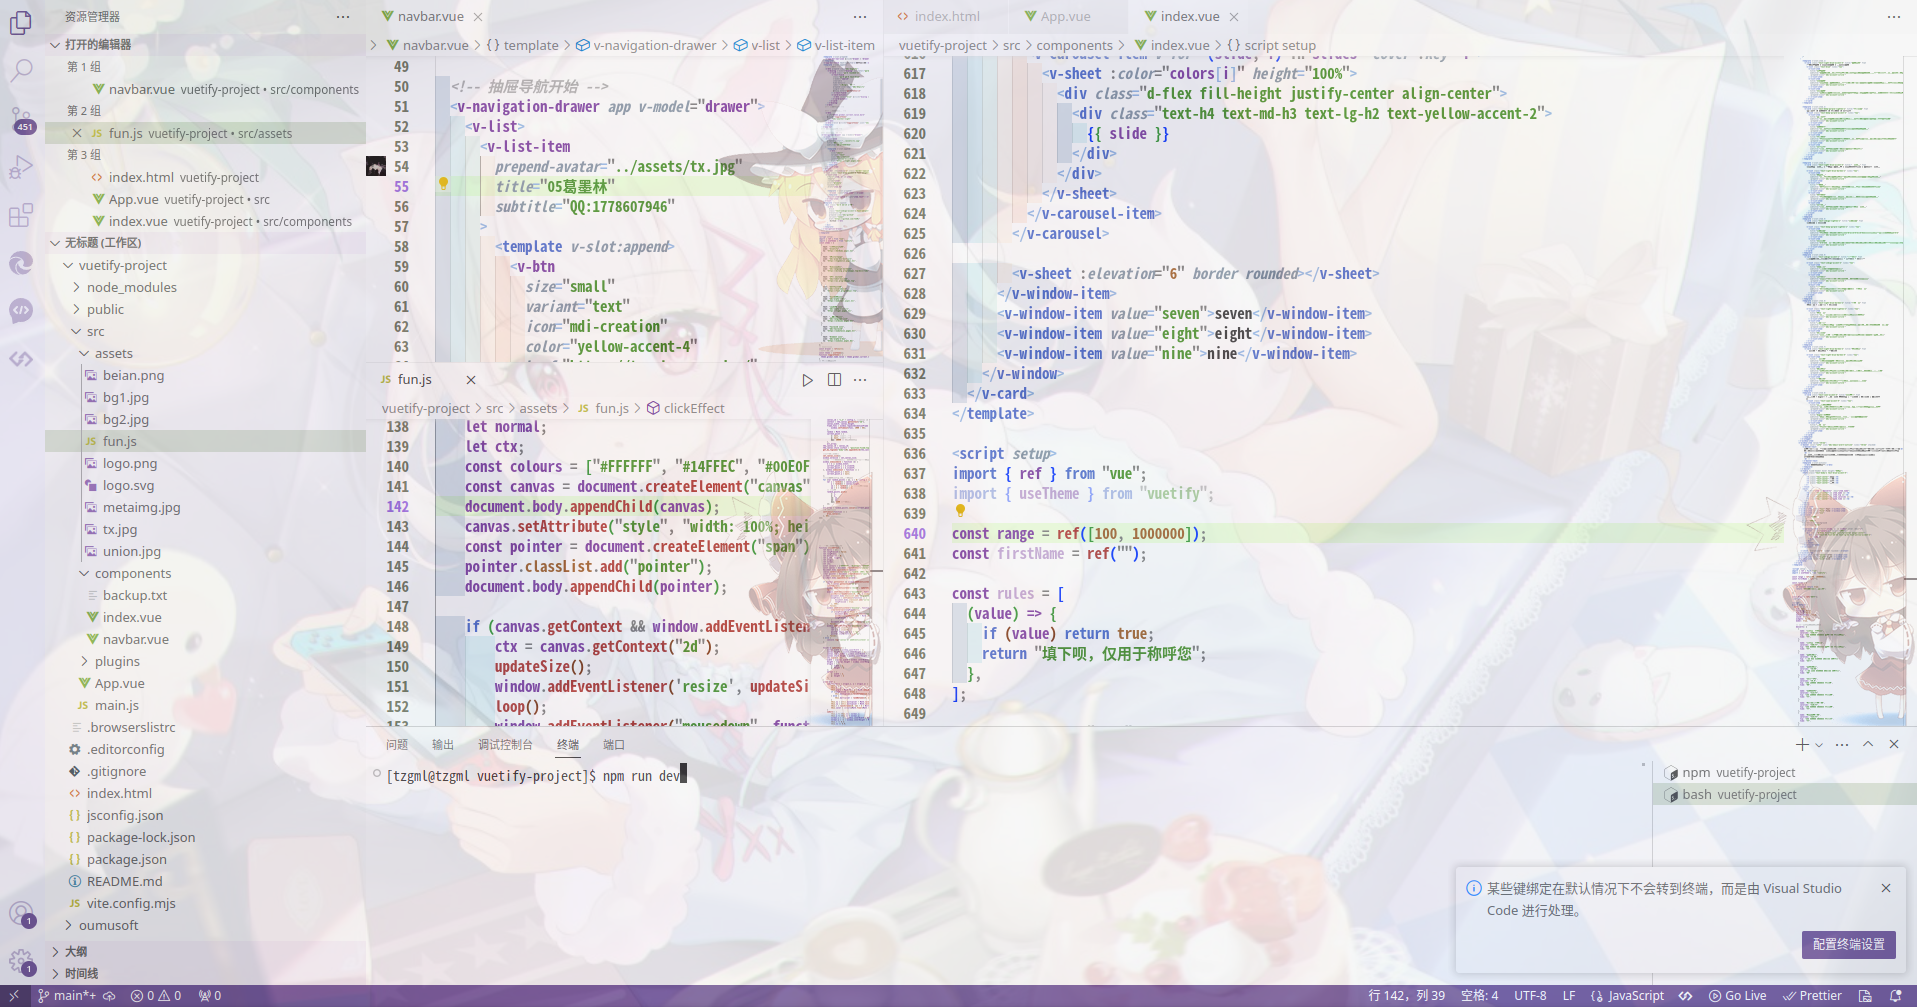 资源管理器
打开的编辑器
第 1 组
navbar.vue vuetify-project • src/components
第 2 组
fun.js vuetify-project • src/assets
第 3 组
index.html vuetify-project
App.vue vuetify-project • src
index.vue vuetify-project • src/components
无标题 (工作区)
vuetify-project
node_modules
public
src
assets
beian.png
bg1.jpg
bg2.jpg
fun.js
logo.png
logo.svg
metaimg.jpg
tx.jpg
union.jpg
components
backup.txt
index.vue
navbar.vue
plugins
App.vue
main.js
.browserslistrc
.editorconfig
.gitignore
index.html
jsconfig.json
package-lock.json
package.json
README.md
vite.config.mjs
oumusoft
大纲
时间线
451
1
1
navbar.vue
navbar.vue > {} template > v-navigation-drawer > v-list > v-list-item
49
50 <!-- 抽屉导航开始 -->
51 <v-navigation-drawer app v-model="drawer">
52 <v-list>
53 <v-list-item
54 prepend-avatar="../assets/tx.jpg"
55 title="05葛墨林"
56 subtitle="QQ:1778607946"
57 >
58 <template v-slot:append>
59 <v-btn
60 size="small"
61 variant="text"
62 icon="mdi-creation"
63 color="yellow-accent-4"
fun.js
vuetify-project > src > assets > JS fun.js > clickEffect
138 let normal;
139 let ctx;
140 const colours = ["#FFFFFF", "#14FFEC", "#00E0F
141 const canvas = document.createElement("canvas"
142 document.body.appendChild(canvas);
143 canvas.setAttribute("style", "width: 100%; hei
144 const pointer = document.createElement("span")
145 pointer.classList.add("pointer");
146 document.body.appendChild(pointer);
147
148 if (canvas.getContext && window.addEventListen
149 ctx = canvas.getContext("2d");
150 updateSize();
151 window.addEventListener('resize', updateSi
152 loop();
153 window.addEventListener("mousedown", funct
index.html
App.vue
index.vue
vuetify-project > src > components > index.vue > {} script setup
617 <v-sheet :color="colors[i]" height="100%">
618 <div class="d-flex fill-height justify-center align-center">
619 <div class="text-h4 text-md-h3 text-lg-h2 text-yellow-accent-2">
620 {{ slide }}
621 </div>
622 </div>
623 </v-sheet>
624 </v-carousel-item>
625 </v-carousel>
626
627 <v-sheet :elevation="6" border rounded></v-sheet>
628 </v-window-item>
629 <v-window-item value="seven">seven</v-window-item>
630 <v-window-item value="eight">eight</v-window-item>
631 <v-window-item value="nine">nine</v-window-item>
632 </v-window>
633 </v-card>
634 </template>
635
636 <script setup>
637 import { ref } from "vue";
638 import { useTheme } from "vuetify";
639
640 const range = ref([100, 1000000]);
641 const firstName = ref("");
642
643 const rules = [
644 (value) => {
645 if (value) return true;
646 return "填下呗，仅用于称呼您";
647 },
648 ];
649
问题 输出 调试控制台 终端 端口
[tzgml@tzgml vuetify-project]$ npm run dev
npm vuetify-project
bash vuetify-project
某些键绑定在默认情况下不会转到终端，而是由 Visual Studio
Code 进行处理。
配置终端设置
main*+ 0 0 0 行 142，列 39 空格: 4 UTF-8 LF JavaScript Go Live Prettier